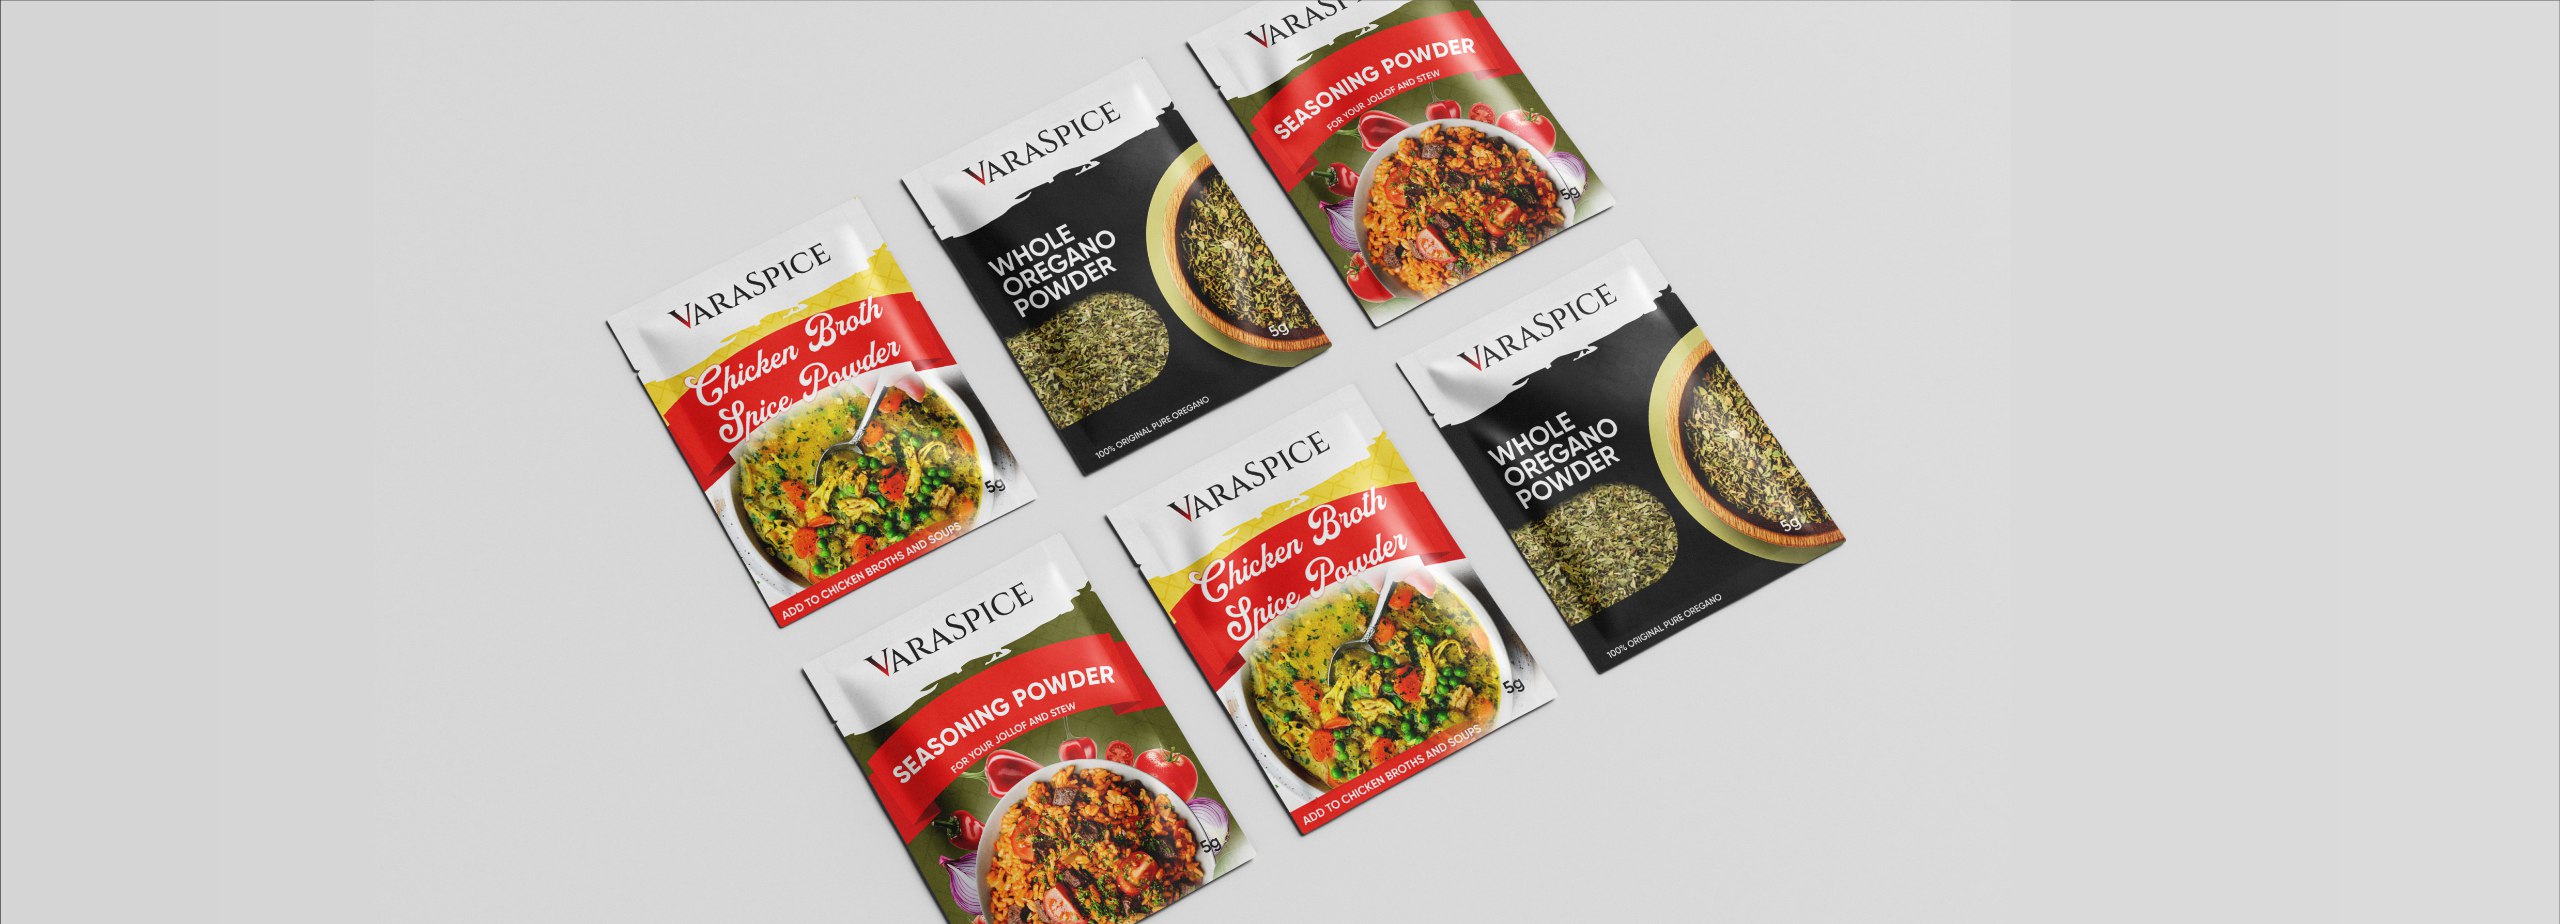 VARASPICE
Chicken Broth
Spice Powder
5g
ADD TO CHICKEN BROTHS AND SOUPS
VARASPICE
WHOLE
OREGANO
POWDER
5g
100% ORIGINAL PURE OREGANO
VARASPICE
SEASONING POWDER
FOR YOUR JOLLOF AND STEW
5g
VARASPICE
SEASONING POWDER
FOR YOUR JOLLOF AND STEW
5g
VARASPICE
Chicken Broth
Spice Powder
5g
ADD TO CHICKEN BROTHS AND SOUPS
VARASPICE
WHOLE
OREGANO
POWDER
5g
100% ORIGINAL PURE OREGANO